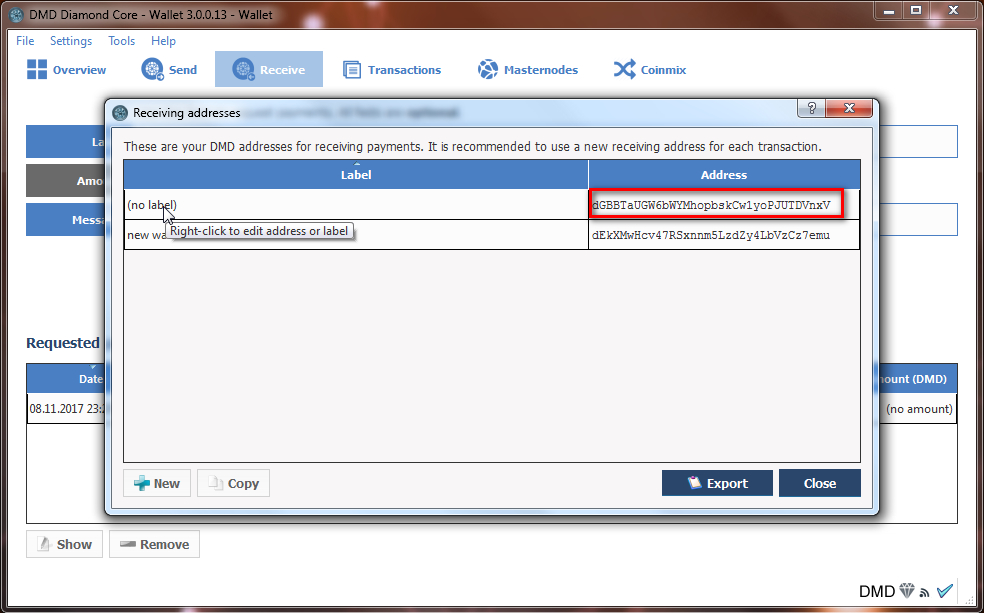 DMD Diamond Core - Wallet 3.0.0.13 - Wallet
File Settings Tools Help
Overview Send Receive Transactions Masternodes Coinmix
Receiving addresses
These are your DMD addresses for receiving payments. It is recommended to use a new receiving address for each transaction.
Label Address
(no label) dGBBTaUGW6bWYMhopbskCw1yoPJUTDVnxV
new wa dEkXMwHcv47RSxnnm5LzdZy4LbVzCz7emu
Right-click to edit address or label
La
Amo
Messa
Requested
Date ount (DMD)
08.11.2017 23:2 (no amount)
New Copy Export Close
Show Remove
DMD